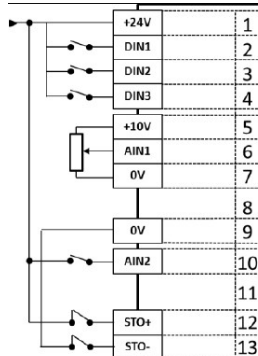 +24V 1
DIN1 2
DIN2 3
DIN3 4
+10V 5
AIN1 6
0V 7
8
0V 9
AIN2 10
11
STO+ 12
STO- 13